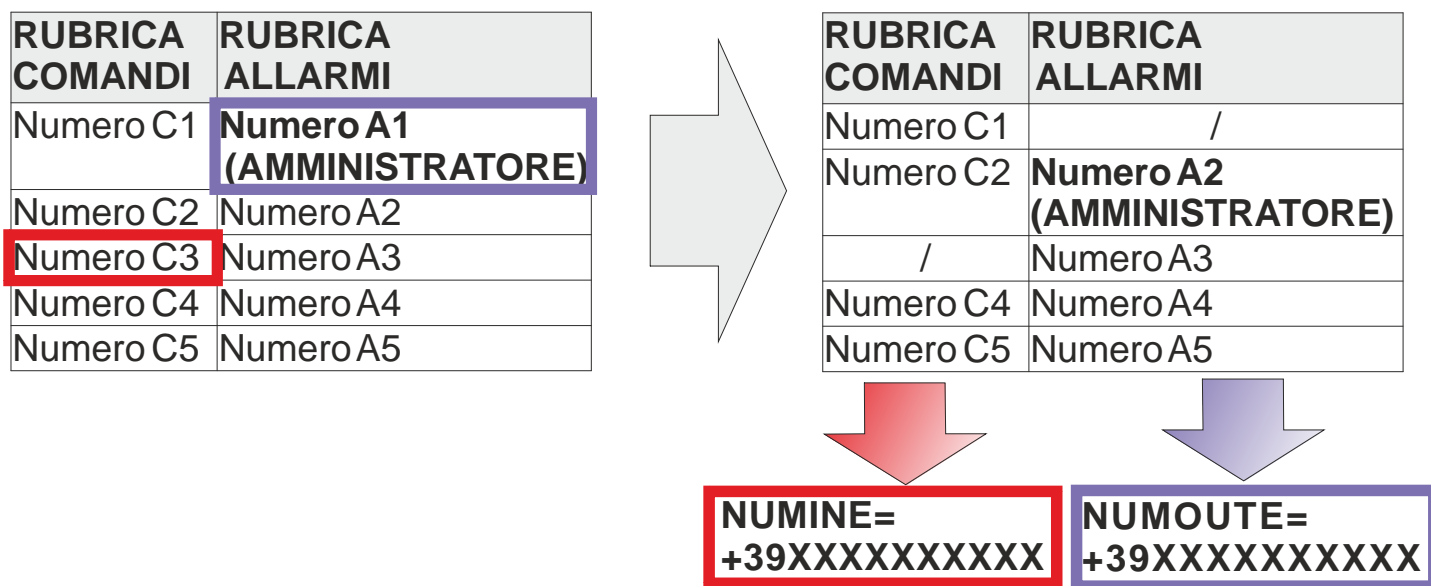 RUBRICA COMANDI RUBRICA ALLARMI
Numero C1 Numero A1 (AMMINISTRATORE)
Numero C2 Numero A2
Numero C3 Numero A3
Numero C4 Numero A4
Numero C5 Numero A5
RUBRICA COMANDI RUBRICA ALLARMI
Numero C1 /
Numero C2 Numero A2 (AMMINISTRATORE)
/ Numero A3
Numero C4 Numero A4
Numero C5 Numero A5
NUMINE=
+39XXXXXXXXXX
NUMOUTE=
+39XXXXXXXXXX